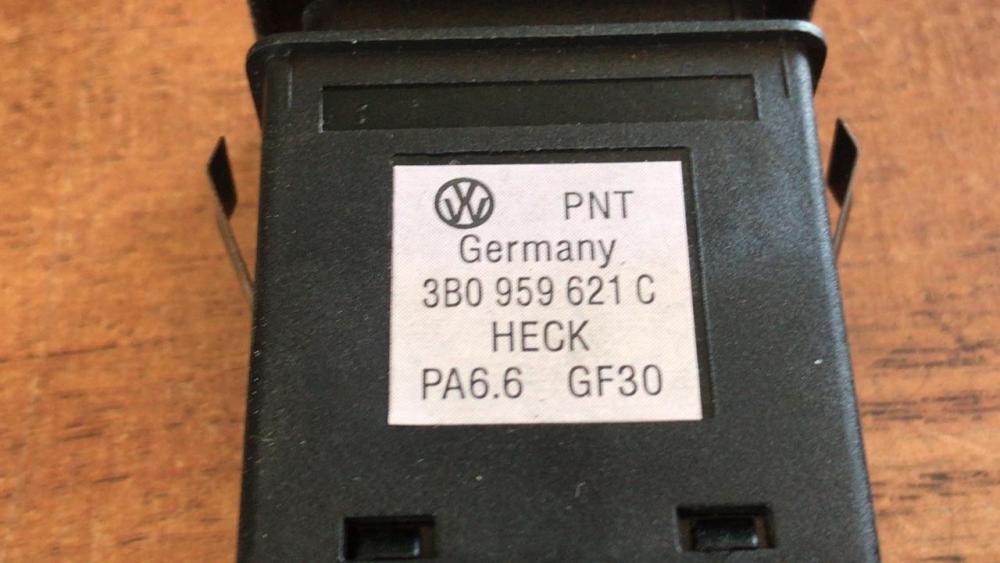 PNT
Germany
3B0 959 621 C
HECK
PA6.6 GF30